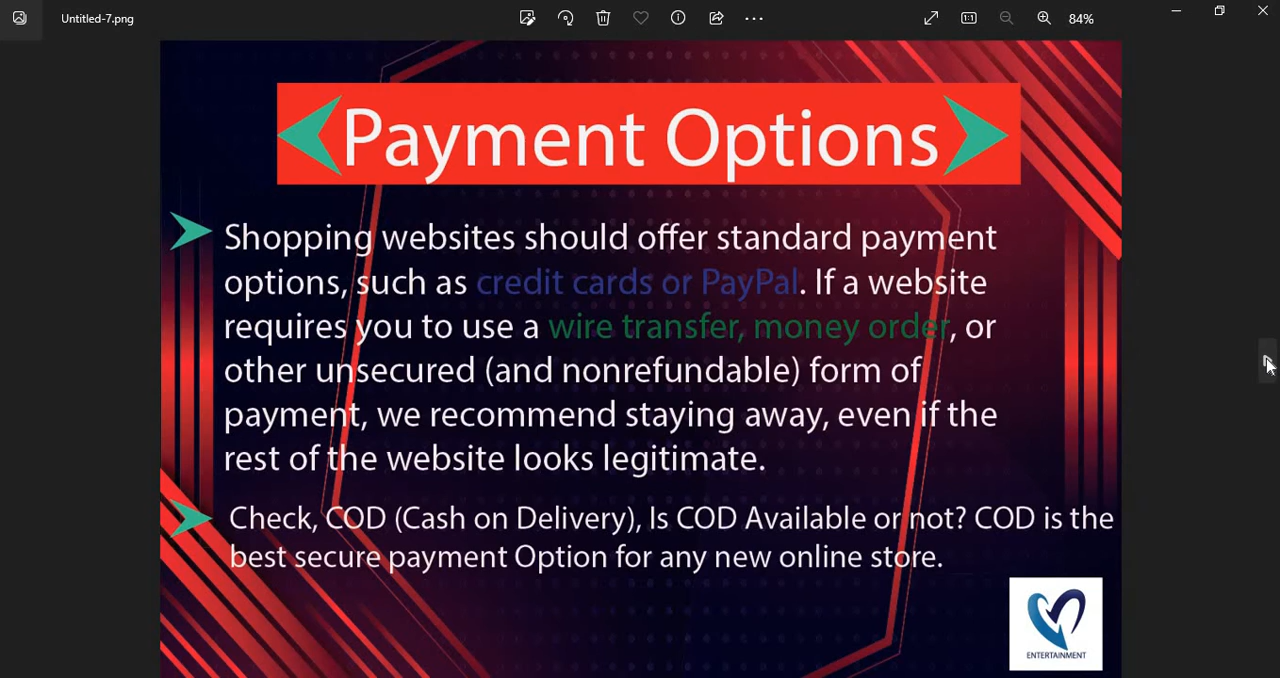 Untitled-7.png
84%
Payment Options
Shopping websites should offer standard payment
options, such as credit cards or PayPal. If a website
requires you to use a wire transfer, money order, or
other unsecured (and nonrefundable) form of
payment, we recommend staying away, even if the
rest of the website looks legitimate.
Check, COD (Cash on Delivery), Is COD Available or not? COD is the
best secure payment Option for any new online store.
ENTERTAINMENT